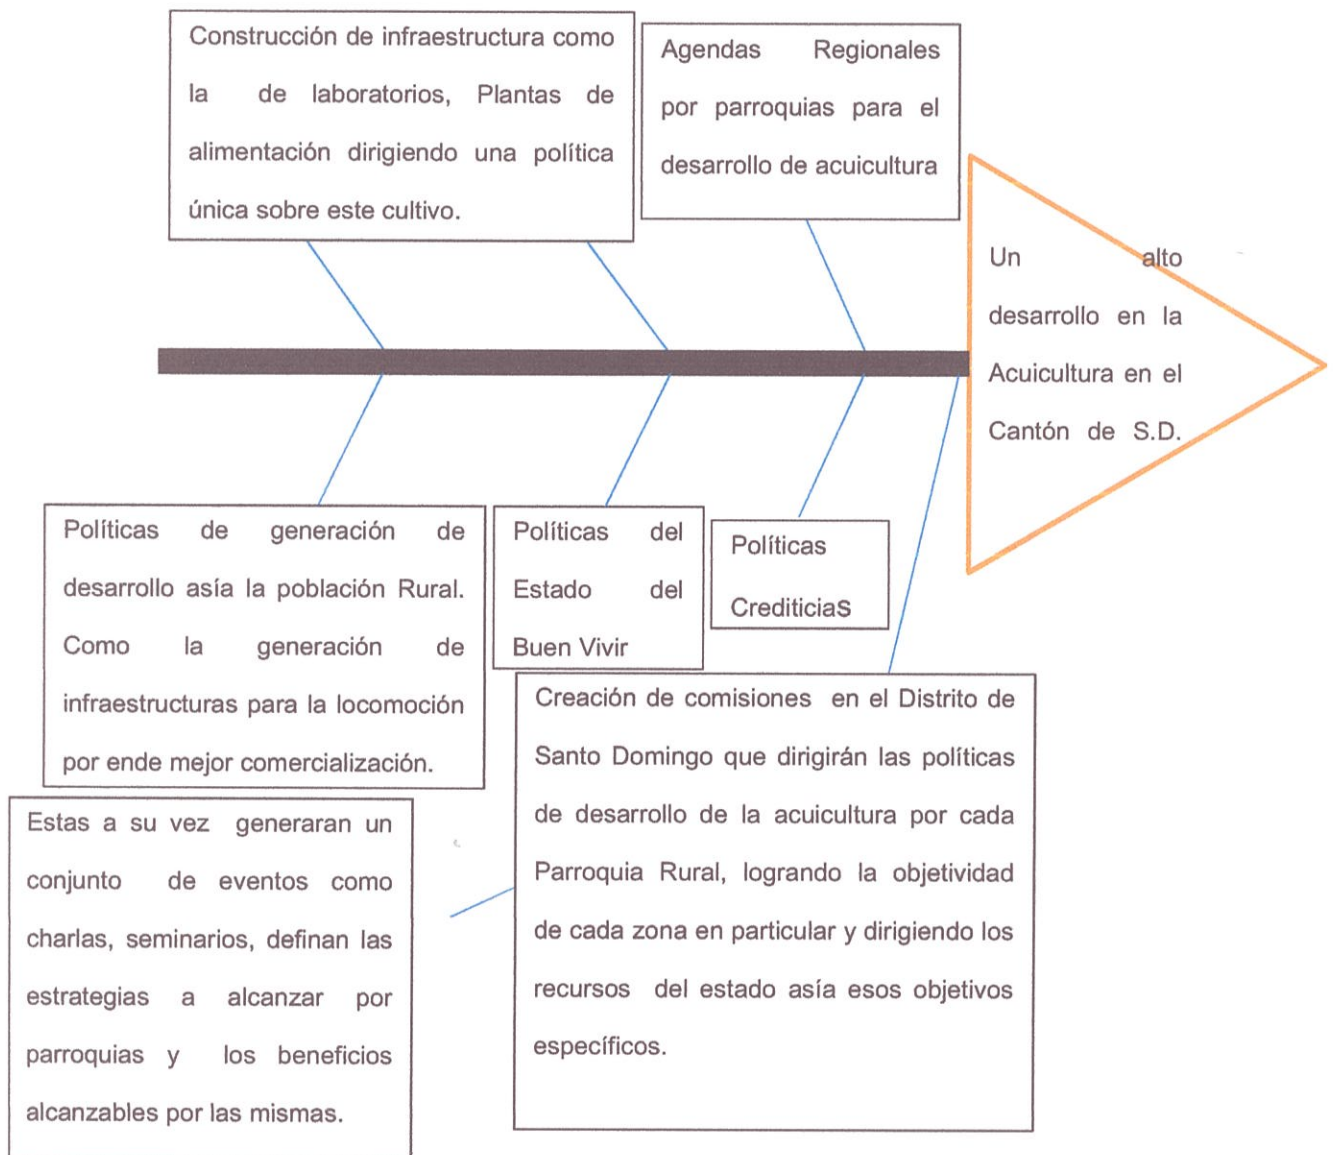 Construcción de infraestructura como
la de laboratorios, Plantas de
alimentación dirigiendo una política
única sobre este cultivo.
Agendas Regionales
por parroquias para el
desarrollo de acuicultura
Un alto
desarrollo en la
Acuicultura en el
Cantón de S.D.
Políticas de generación de
desarrollo asía la población Rural.
Como la generación de
infraestructuras para la locomoción
por ende mejor comercialización.
Políticas del
Estado del
Buen Vivir
Políticas
Crediticias
Creación de comisiones en el Distrito de
Santo Domingo que dirigirán las políticas
de desarrollo de la acuicultura por cada
Parroquia Rural, logrando la objetividad
de cada zona en particular y dirigiendo los
recursos del estado asía esos objetivos
específicos.
Estas a su vez generaran un
conjunto de eventos como
charlas, seminarios, definan las
estrategias a alcanzar por
parroquias y los beneficios
alcanzables por las mismas.